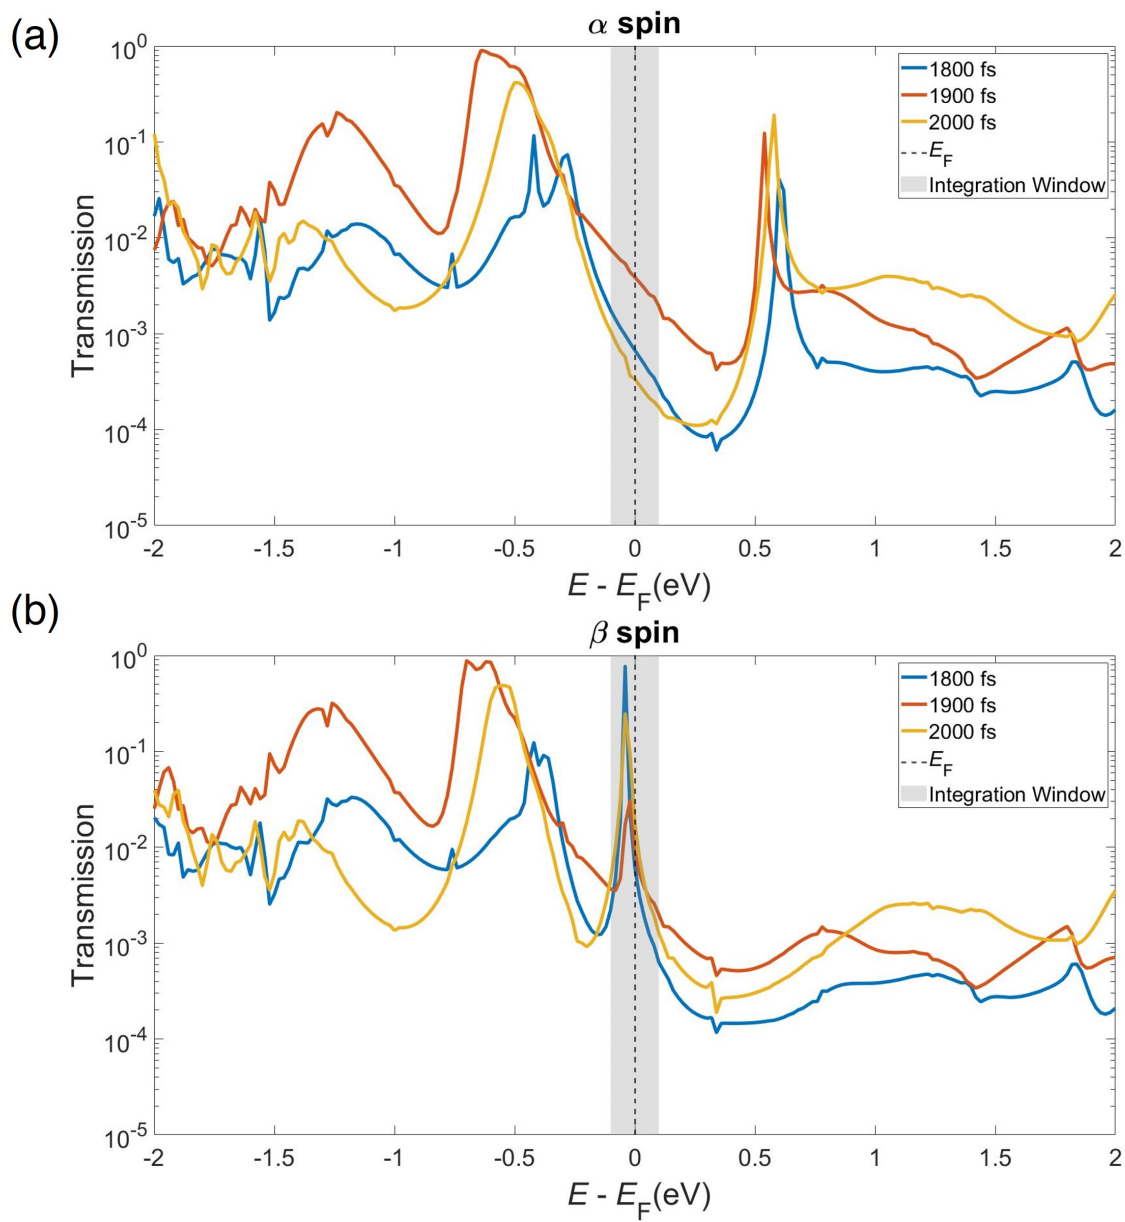 (a)
α spin
Transmission
10^0
10^-1
10^-2
10^-3
10^-4
10^-5
1800 fs
1900 fs
2000 fs
E_F
Integration Window
-2 -1.5 -1 -0.5 0 0.5 1 1.5 2
E - E_F(eV)
(b)
β spin
Transmission
10^0
10^-1
10^-2
10^-3
10^-4
10^-5
1800 fs
1900 fs
2000 fs
E_F
Integration Window
-2 -1.5 -1 -0.5 0 0.5 1 1.5 2
E - E_F(eV)